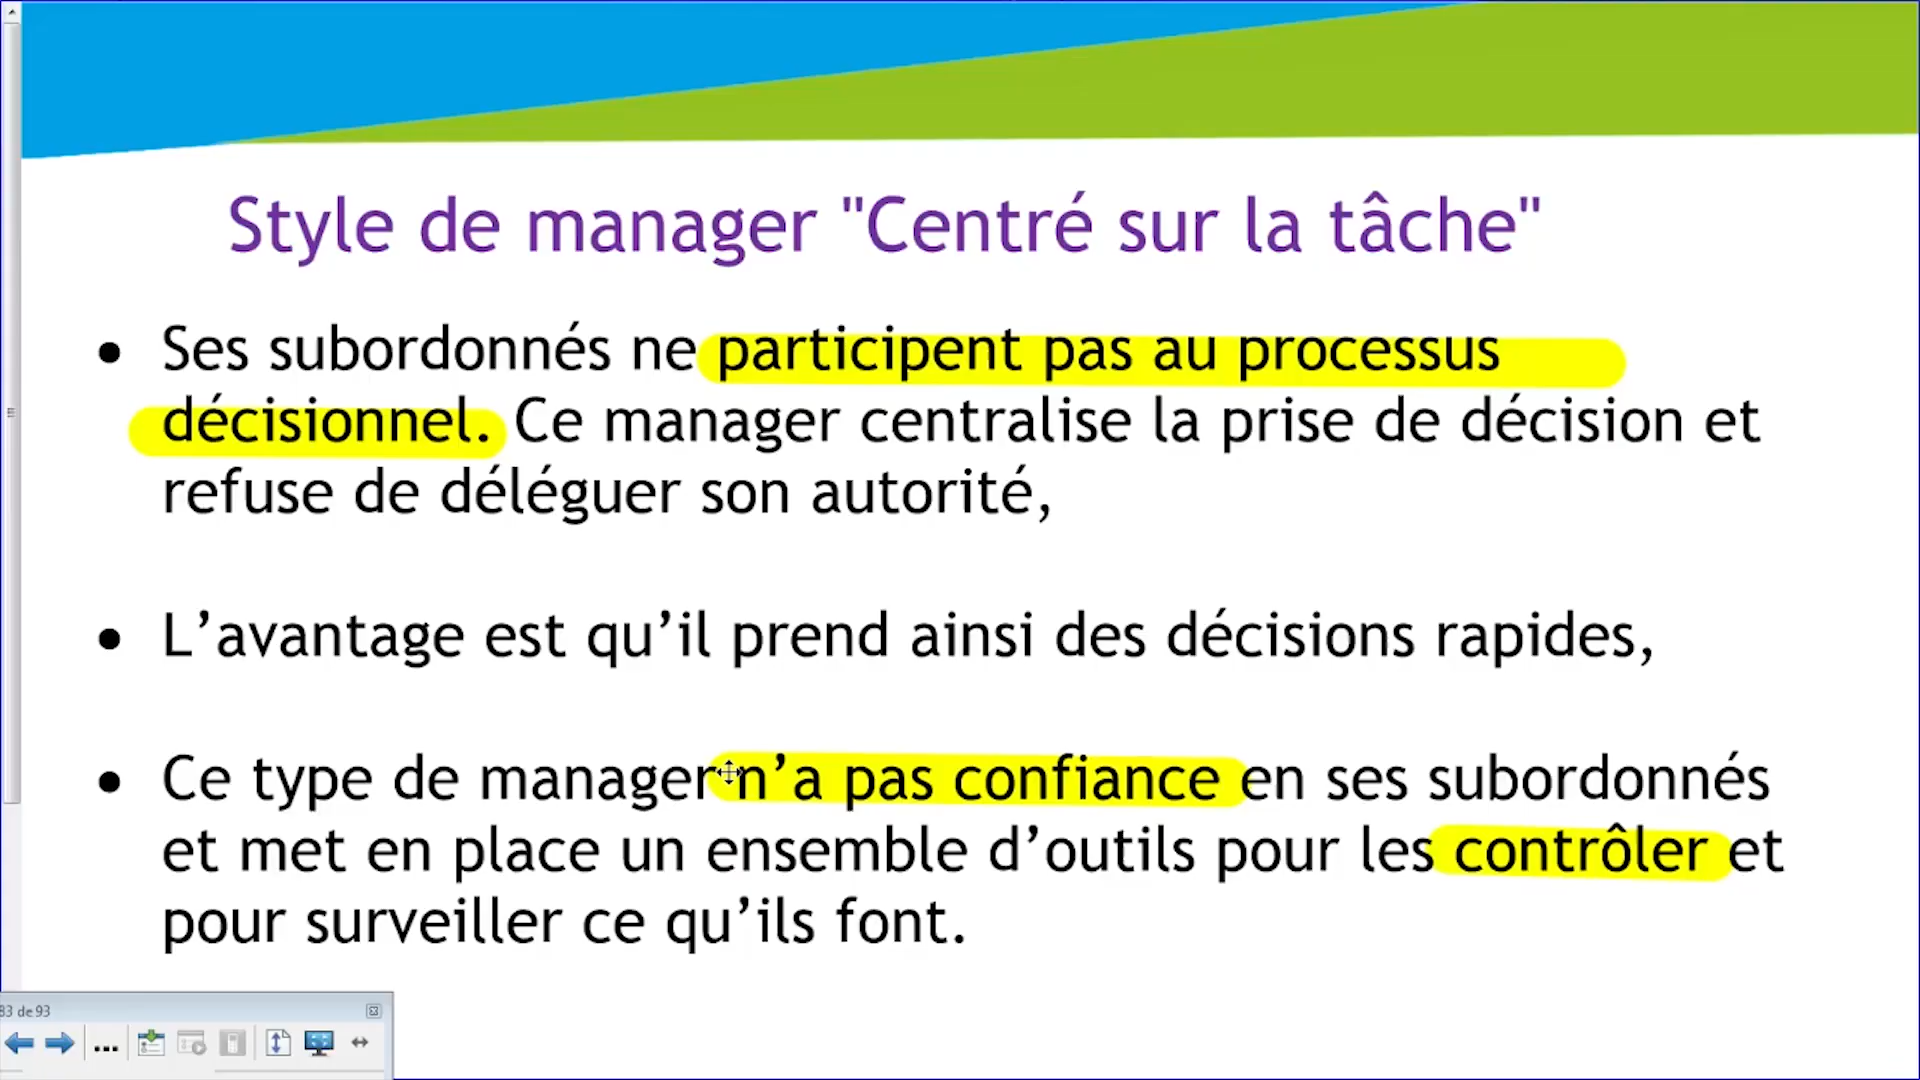 Style de manager "Centré sur la tâche"
• Ses subordonnés ne participent pas au processus
décisionnel. Ce manager centralise la prise de décision et
refuse de déléguer son autorité,
• L’avantage est qu’il prend ainsi des décisions rapides,
• Ce type de manager n’a pas confiance en ses subordonnés
et met en place un ensemble d’outils pour les contrôler et
pour surveiller ce qu’ils font.
83 de 93